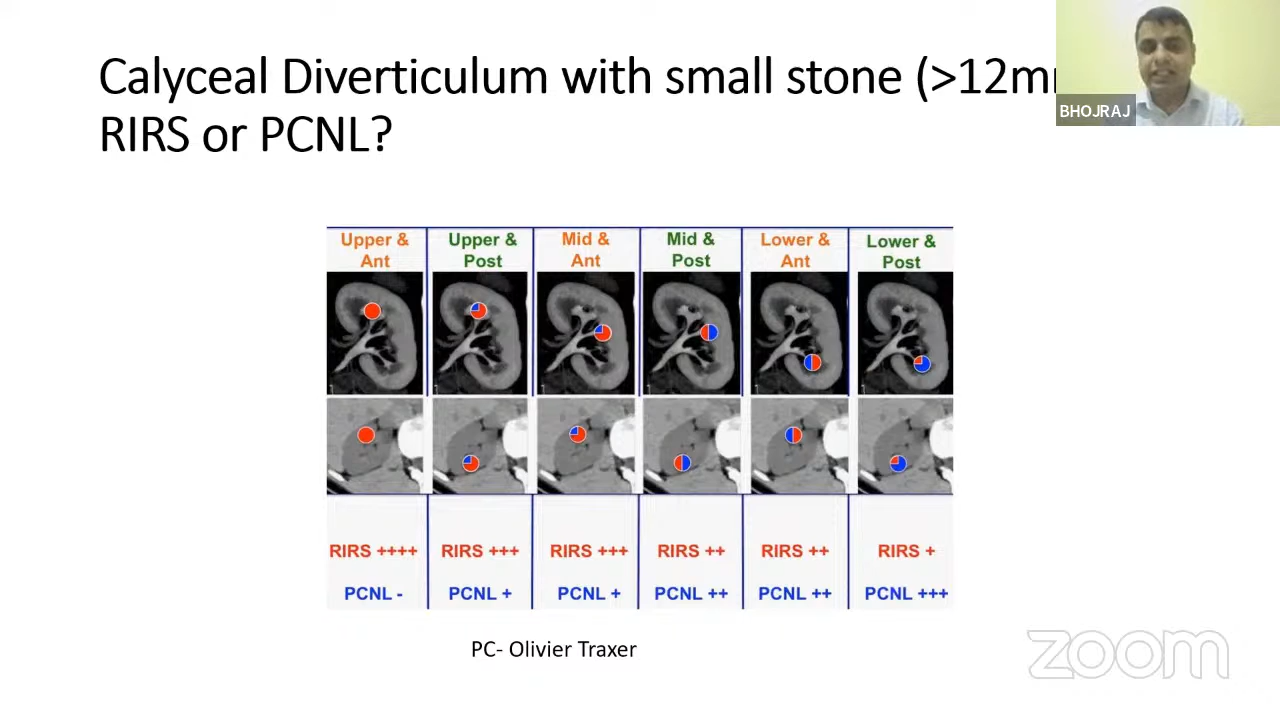 Calyceal Diverticulum with small stone (>12m
RIRS or PCNL?
BHOJRAJ
Upper & Ant
Upper & Post
Mid & Ant
Mid & Post
Lower & Ant
Lower & Post
RIRS ++++
RIRS +++
RIRS +++
RIRS ++
RIRS ++
RIRS +
PCNL -
PCNL +
PCNL +
PCNL ++
PCNL ++
PCNL +++
PC- Olivier Traxer
zoom